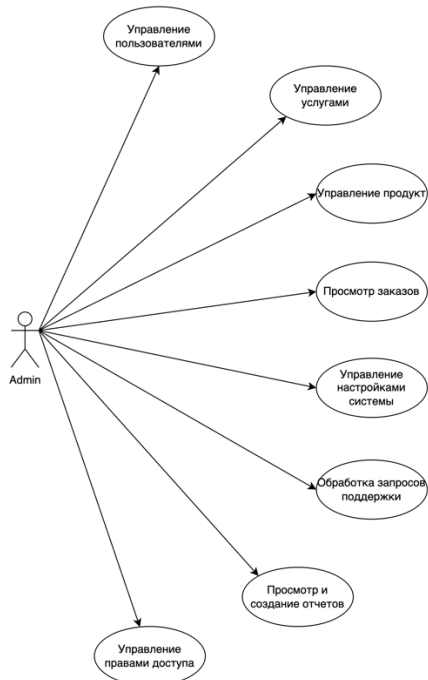 Управление
пользователями
Управление
услугами
Управление продукт
Просмотр заказов
Admin
Управление
настройками
системы
Обработка запросов
поддержки
Просмотр и
создание отчетов
Управление
правами доступа